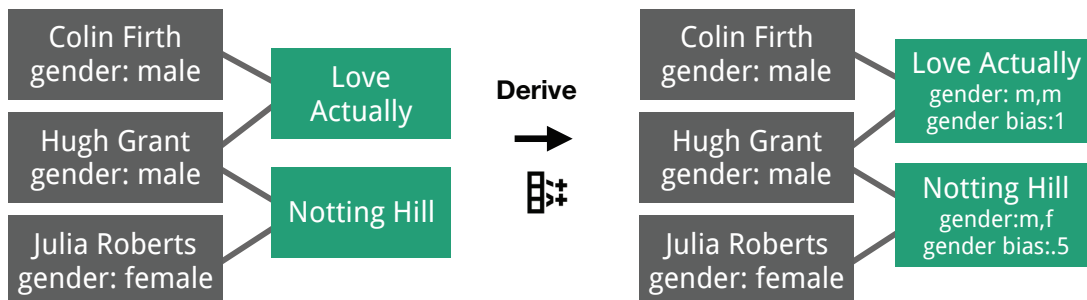 Colin Firth
gender: male
Hugh Grant
gender: male
Julia Roberts
gender: female
Love
Actually
Notting Hill
Derive
Colin Firth
gender: male
Hugh Grant
gender: male
Julia Roberts
gender: female
Love Actually
gender: m,m
gender bias:1
Notting Hill
gender:m,f
gender bias:.5